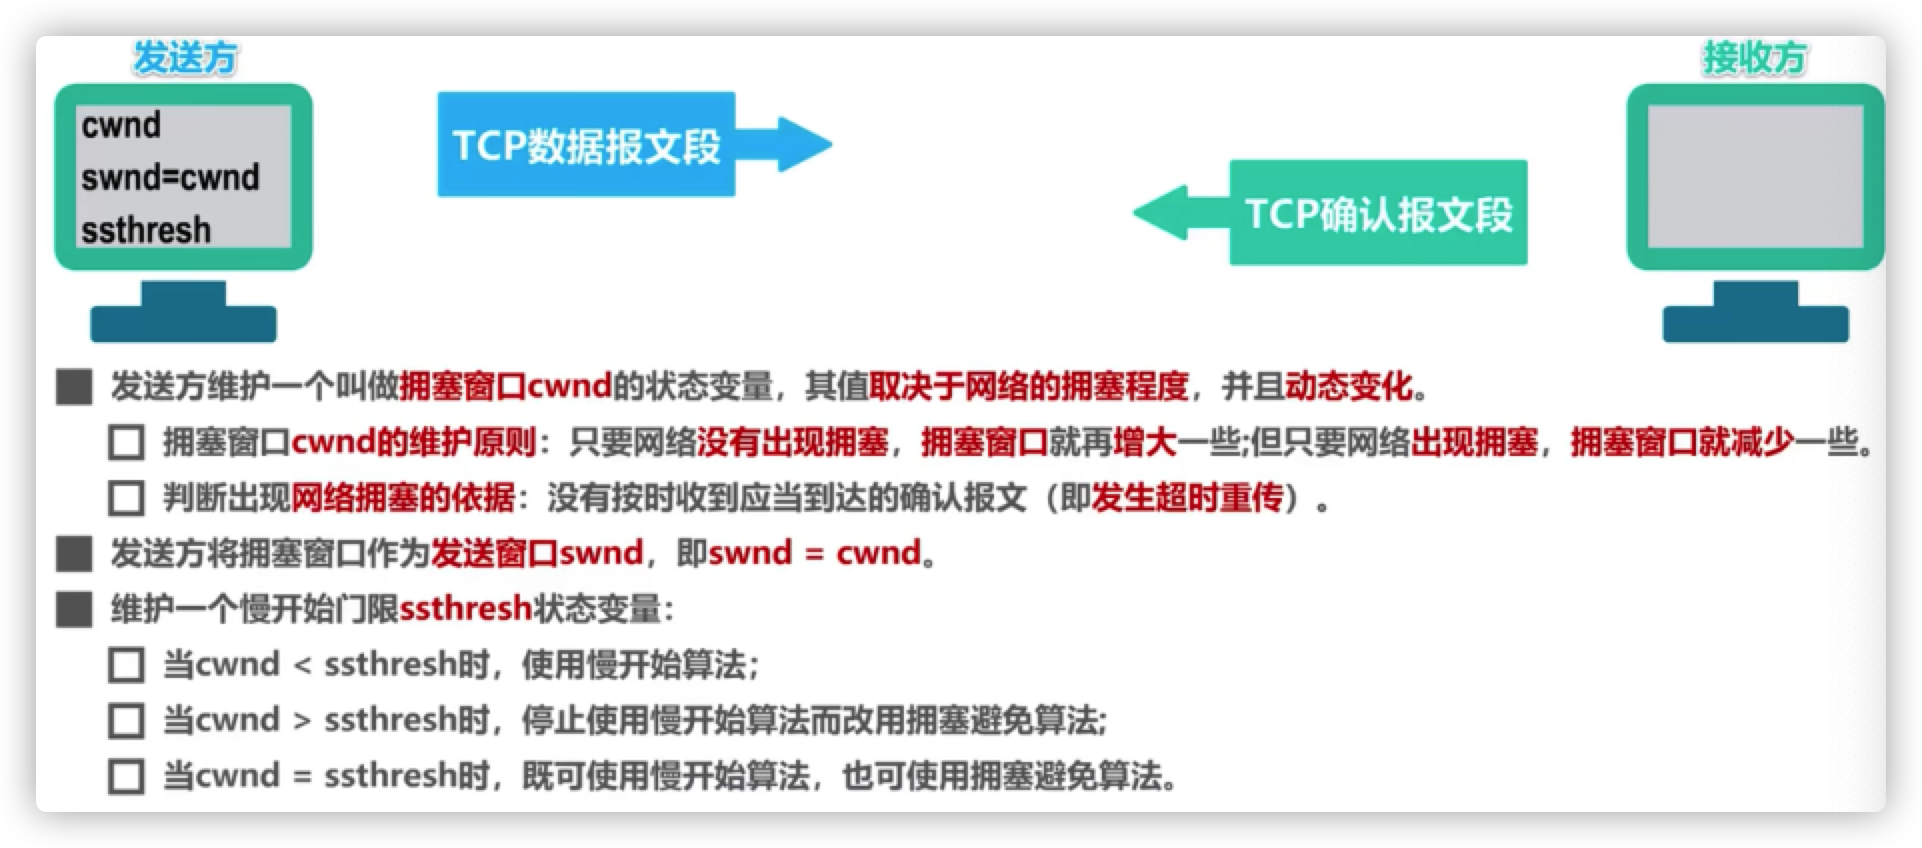 发送方
接收方
cwnd
swnd=cwnd
ssthresh
TCP数据报文段
TCP确认报文段
发送方维护一个叫做拥塞窗口cwnd的状态变量，其值取决于网络的拥塞程度，并且动态变化。
拥塞窗口cwnd的维护原则：只要网络没有出现拥塞，拥塞窗口就再增大一些;但只要网络出现拥塞，拥塞窗口就减少一些。
判断出现网络拥塞的依据：没有按时收到应当到达的确认报文（即发生超时重传）。
发送方将拥塞窗口作为发送窗口swnd，即swnd = cwnd。
维护一个慢开始门限ssthresh状态变量：
当cwnd < ssthresh时，使用慢开始算法；
当cwnd > ssthresh时，停止使用慢开始算法而改用拥塞避免算法;
当cwnd = ssthresh时，既可使用慢开始算法，也可使用拥塞避免算法。